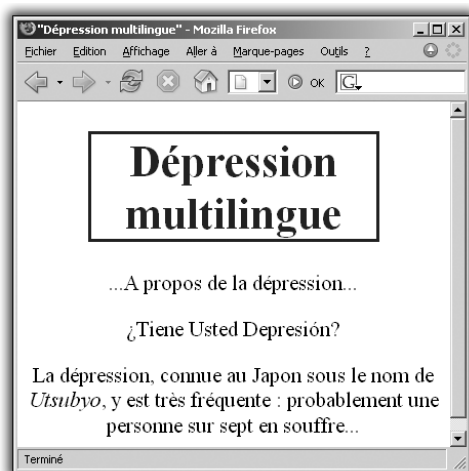 "Dépression multilingue" - Mozilla Firefox
Fichier Edition Affichage Aller à Marque-pages Outils ?
OK G
Dépression
multilingue
...A propos de la dépression...
¿Tiene Usted Depresión?
La dépression, connue au Japon sous le nom de
Utsubyo, y est très fréquente : probablement une
personne sur sept en souffre...
Terminé